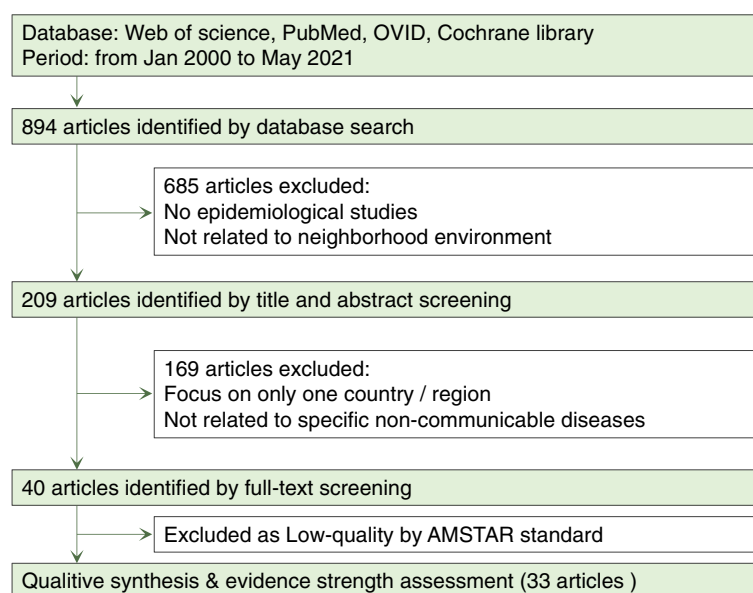 Database: Web of science, PubMed, OVID, Cochrane library
Period: from Jan 2000 to May 2021
894 articles identified by database search
685 articles excluded:
No epidemiological studies
Not related to neighborhood environment
209 articles identified by title and abstract screening
169 articles excluded:
Focus on only one country / region
Not related to specific non-communicable diseases
40 articles identified by full-text screening
Excluded as Low-quality by AMSTAR standard
Qualitive synthesis & evidence strength assessment (33 articles )